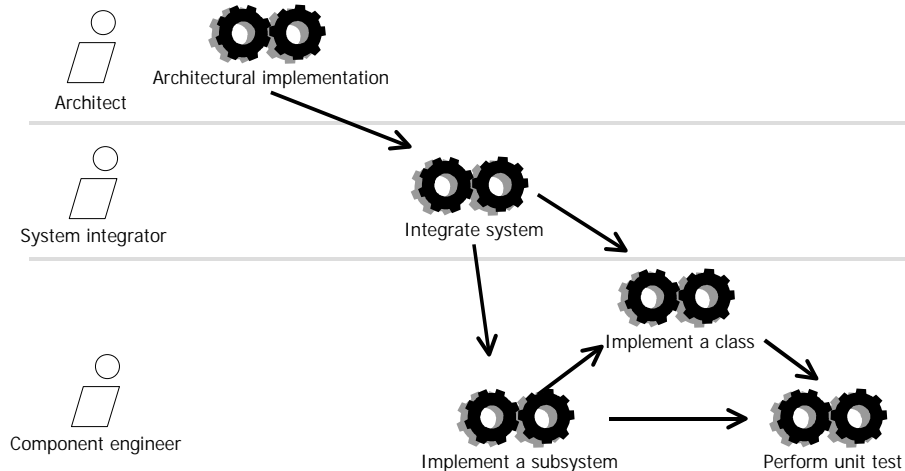 Architectural implementation
Architect
System integrator
Integrate system
Implement a class
Component engineer
Implement a subsystem
Perform unit test